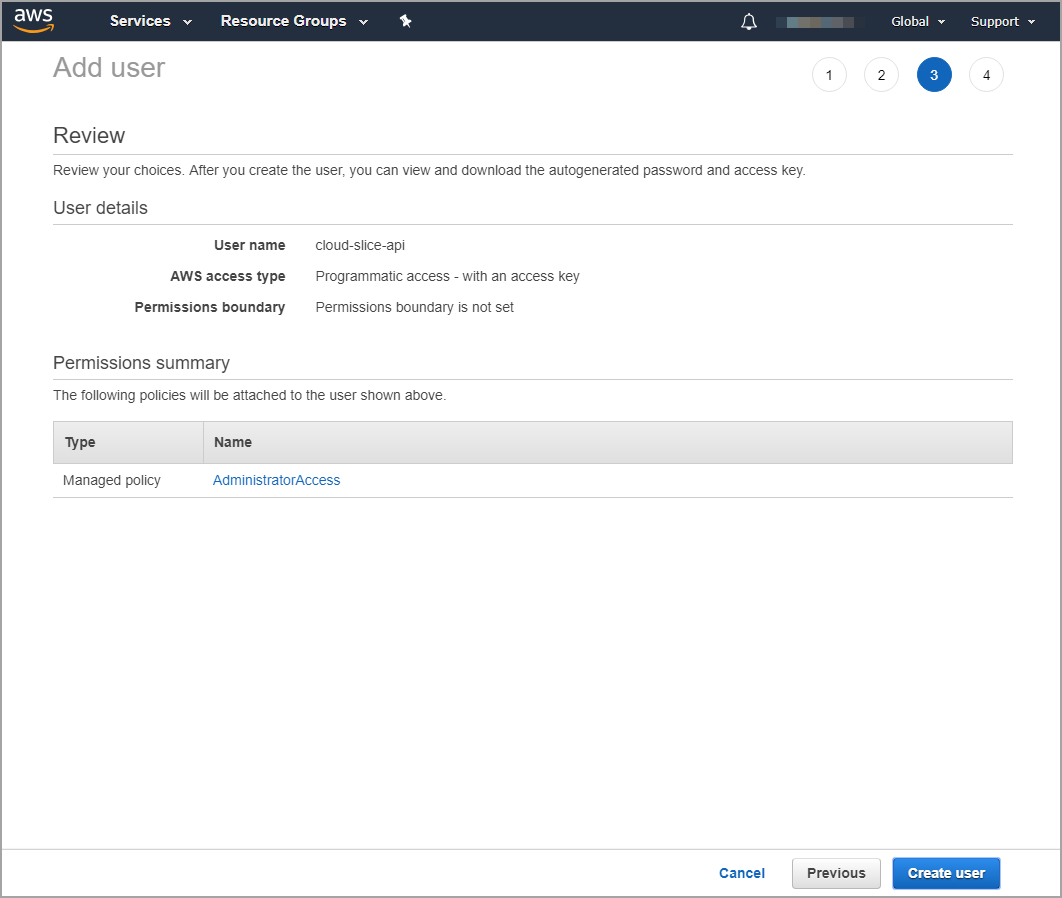 aws Services Resource Groups Global Support
Add user 1 2 3 4
Review
Review your choices. After you create the user, you can view and download the autogenerated password and access key.
User details
User name cloud-slice-api
AWS access type Programmatic access - with an access key
Permissions boundary Permissions boundary is not set
Permissions summary
The following policies will be attached to the user shown above.
Type Name
Managed policy AdministratorAccess
Cancel Previous Create user